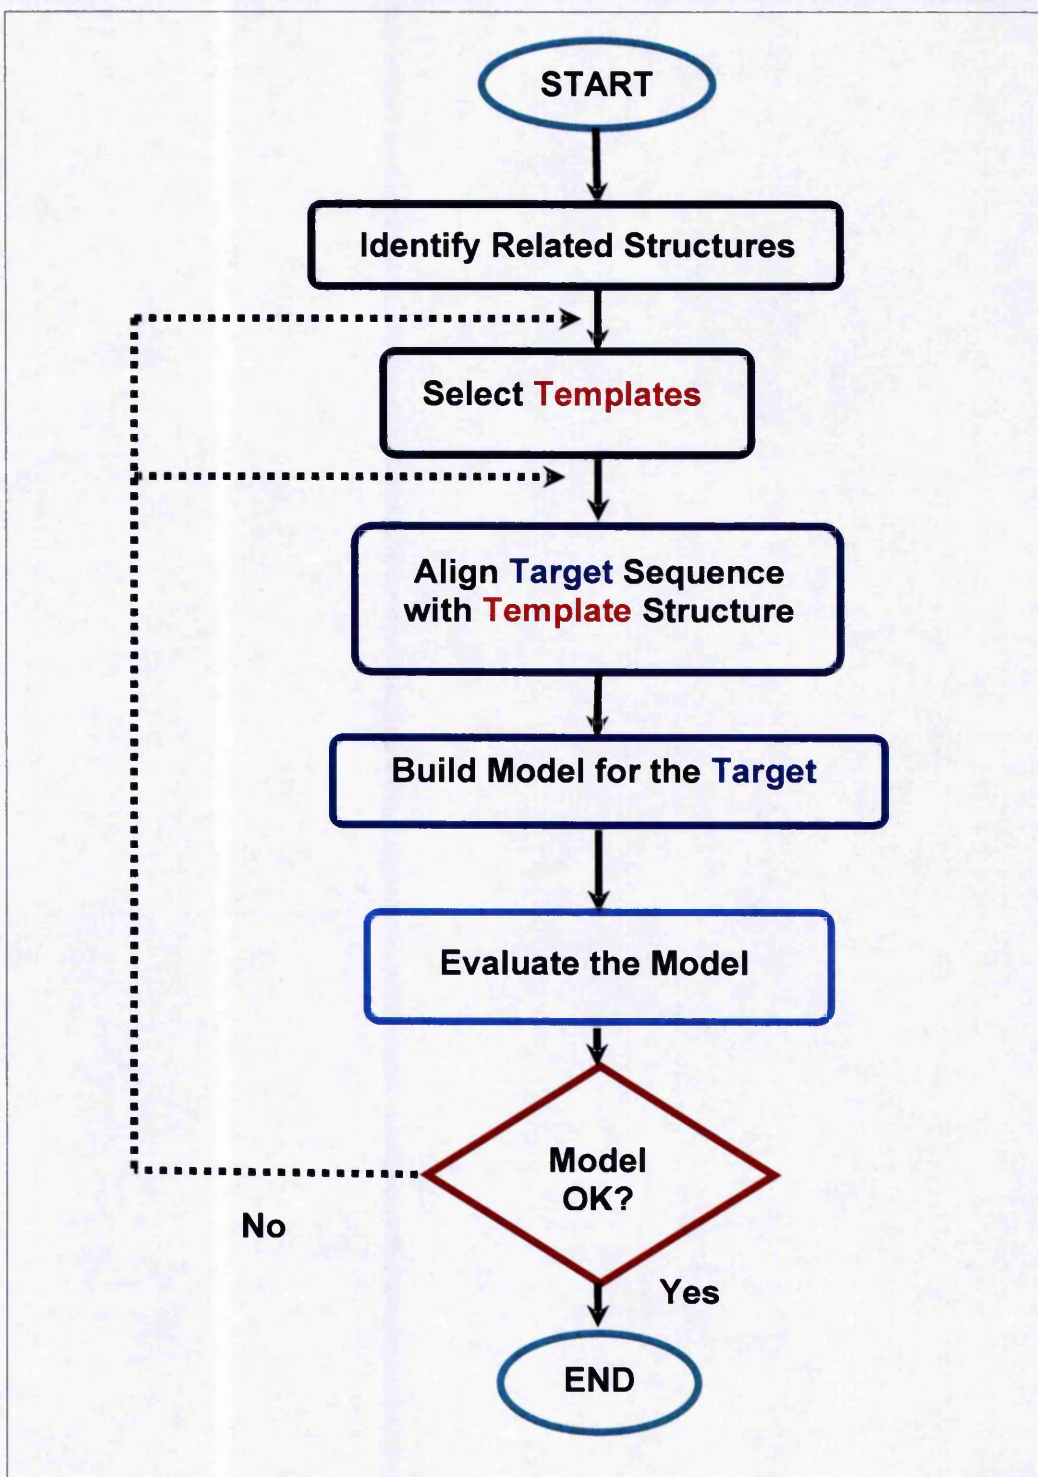 START
Identify Related Structures
Select Templates
Align Target Sequence
with Template Structure
Build Model for the Target
Evaluate the Model
Model
OK?
No
Yes
END